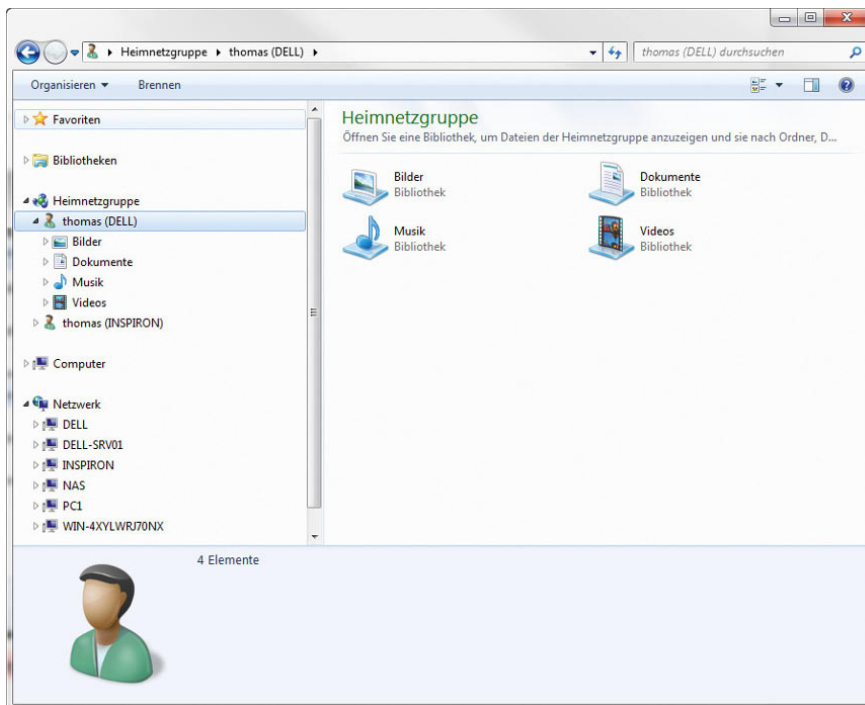 Heimnetzgruppe thomas (DELL)
thomas (DELL) durchsuchen
Organisieren Brennen
Favoriten
Bibliotheken
Heimnetzgruppe
thomas (DELL)
Bilder
Dokumente
Musik
Videos
thomas (INSPIRON)
Computer
Netzwerk
DELL
DELL-SRV01
INSPIRON
NAS
PC1
WIN-4XYLWRJ70NX
Heimnetzgruppe
Öffnen Sie eine Bibliothek, um Dateien der Heimnetzgruppe anzuzeigen und sie nach Ordner, D...
Bilder
Bibliothek
Dokumente
Bibliothek
Musik
Bibliothek
Videos
Bibliothek
4 Elemente